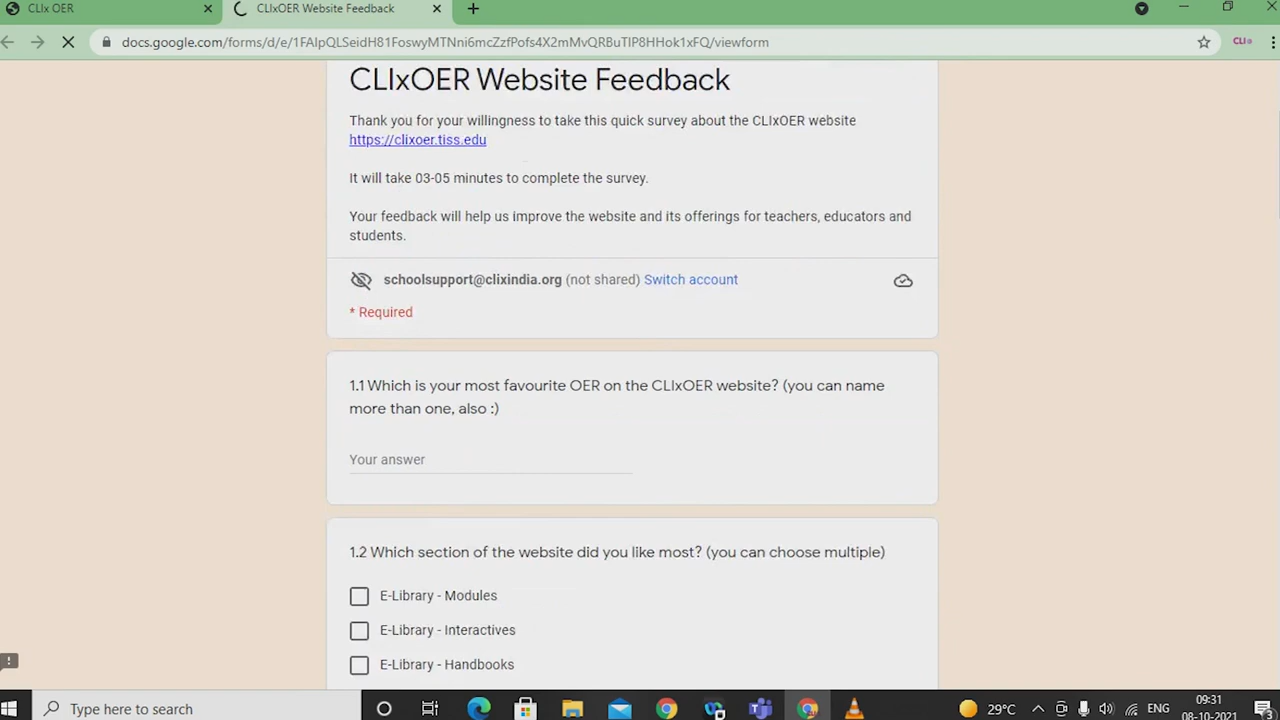 CLIx OER
CLIxOER Website Feedback
docs.google.com/forms/d/e/1FAIpQLSeidH81FoswyMTNni6mcZzfPofs4X2mMvQRBuTlP8HHok1xFQ/viewform
CLI
CLIxOER Website Feedback
Thank you for your willingness to take this quick survey about the CLIxOER website
https://clixoer.tiss.edu
It will take 03-05 minutes to complete the survey.
Your feedback will help us improve the website and its offerings for teachers, educators and
students.
schoolsupport@clixindia.org (not shared) Switch account
* Required
1.1 Which is your most favourite OER on the CLIxOER website? (you can name
more than one, also :)
Your answer
1.2 Which section of the website did you like most? (you can choose multiple)
E-Library - Modules
E-Library - Interactives
E-Library - Handbooks
Type here to search
29°C
ENG
09:31
08-10-2021